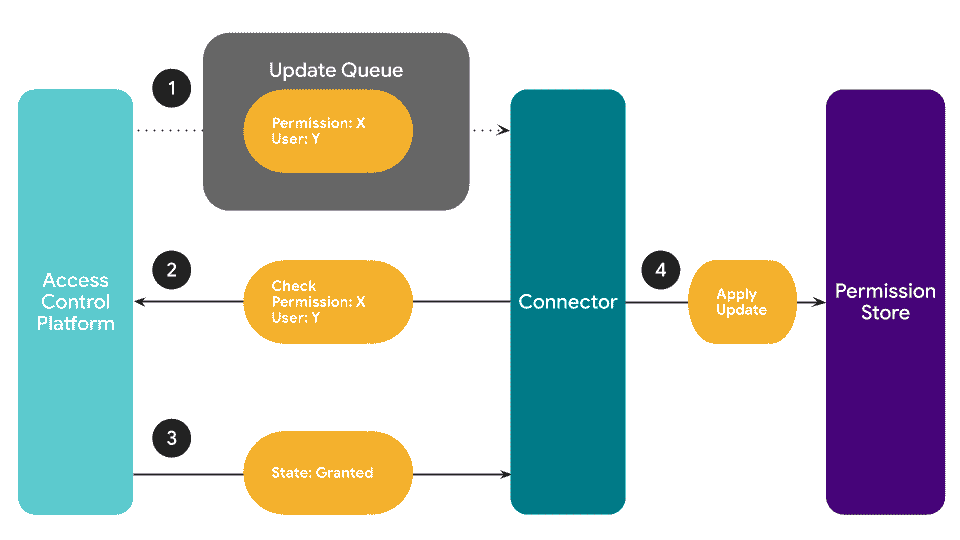 1
Update Queue
Permission: X
User: Y
Access
Control
Platform
2
Check
Permission: X
User: Y
Connector
4
Apply
Update
Permission
Store
3
State: Granted